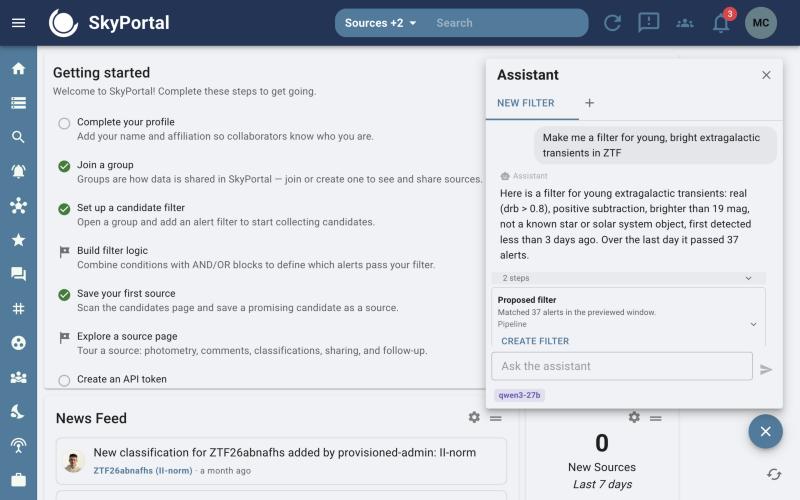 SkyPortal
Sources +2
Search
3
MC
Getting started
Welcome to SkyPortal! Complete these steps to get going.
Complete your profile
Add your name and affiliation so collaborators know who you are.
Join a group
Groups are how data is shared in SkyPortal — join or create one to see and share sources.
Set up a candidate filter
Open a group and add an alert filter to start collecting candidates.
Build filter logic
Combine conditions with AND/OR blocks to define which alerts pass your filter.
Save your first source
Scan the candidates page and save a promising candidate as a source.
Explore a source page
Tour a source: photometry, comments, classifications, sharing, and follow-up.
Create an API token
Assistant
NEW FILTER
Make me a filter for young, bright extragalactic
transients in ZTF
Assistant
Here is a filter for young extragalactic transients: real
(drb > 0.8), positive subtraction, brighter than 19 mag,
not a known star or solar system object, first detected
less than 3 days ago. Over the last day it passed 37
alerts.
2 steps
Proposed filter
Matched 37 alerts in the previewed window.
Pipeline
CREATE FILTER
Ask the assistant
qwen3-27b
News Feed
New classification for ZTF26abnafhs added by provisioned-admin: II-norm
ZTF26abnafhs (II-norm) · a month ago
0
New Sources
Last 7 days